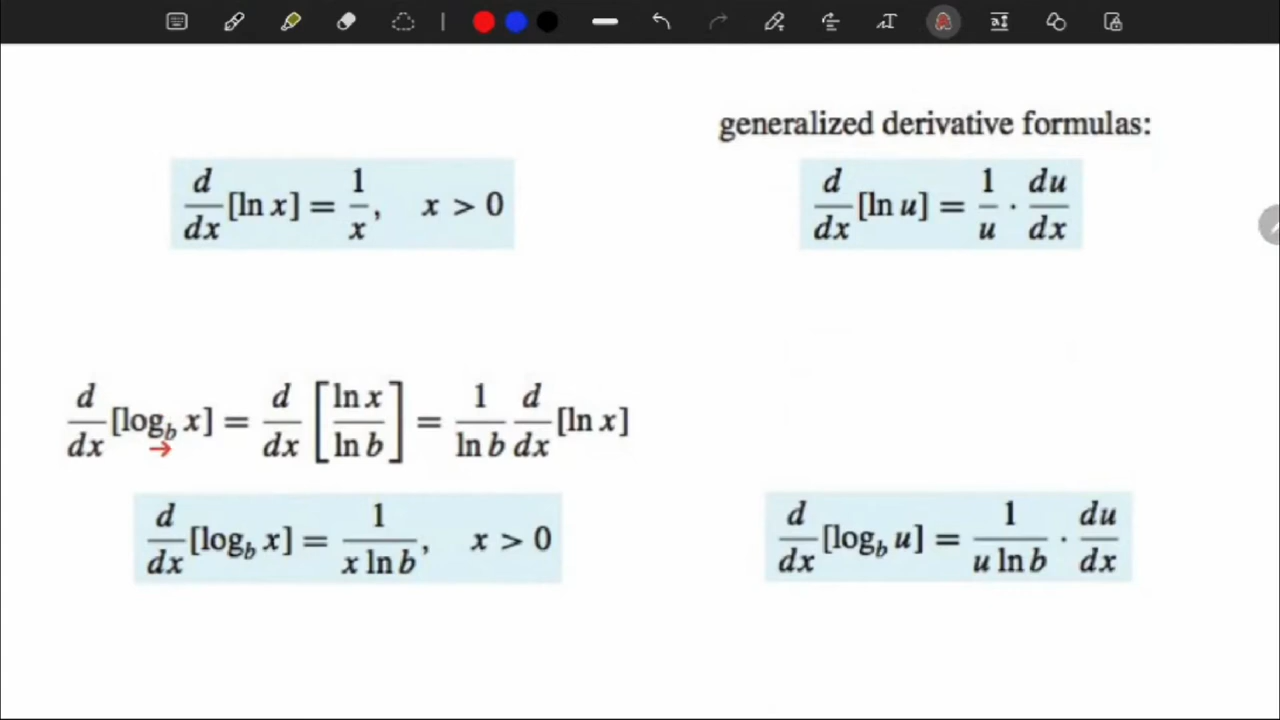 generalized derivative formulas:
d/dx [ln x] = 1/x, x > 0
d/dx [ln u] = 1/u · du/dx
d/dx [log_b x] = d/dx [ln x / ln b] = 1/ln b d/dx [ln x]
d/dx [log_b x] = 1/(x ln b), x > 0
d/dx [log_b u] = 1/(u ln b) · du/dx